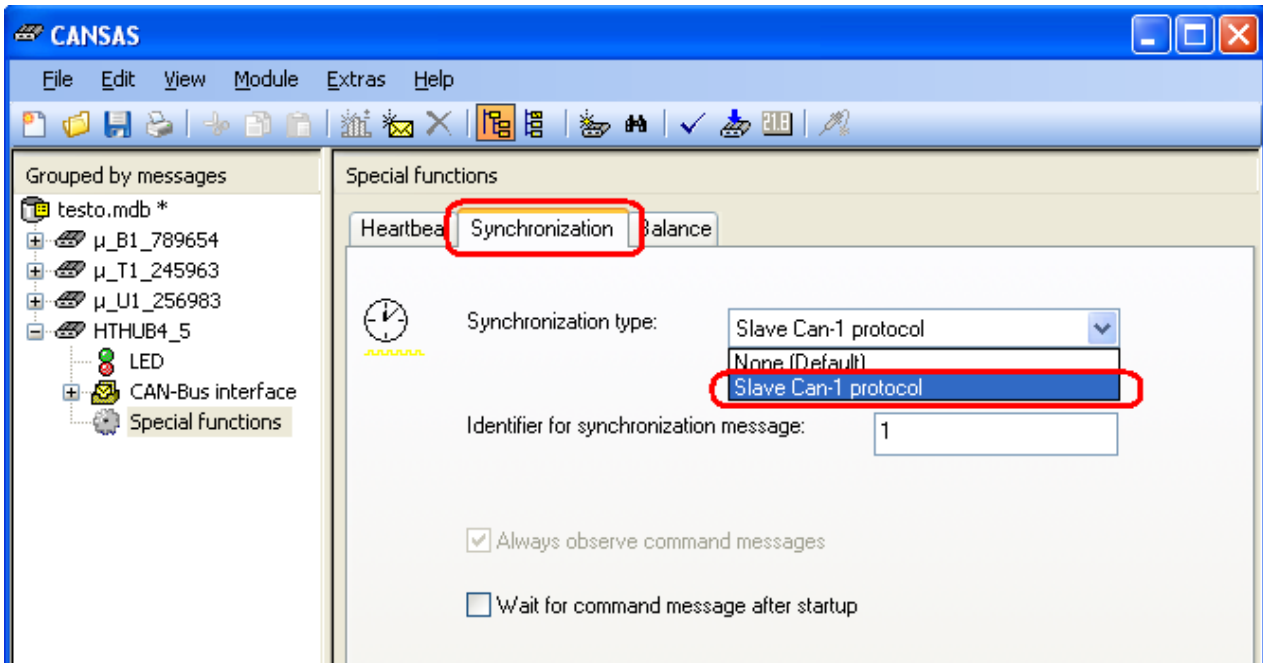 CANSAS
File Edit View Module Extras Help
Grouped by messages
Special functions
testo.mdb *
µ_B1_789654
µ_T1_245963
µ_U1_256983
HTHUB4_5
LED
CAN-Bus interface
Special functions
Heartbea Synchronization Balance
Synchronization type:
Slave Can-1 protocol
None (Default)
Slave Can-1 protocol
Identifier for synchronization message:
1
Always observe command messages
Wait for command message after startup